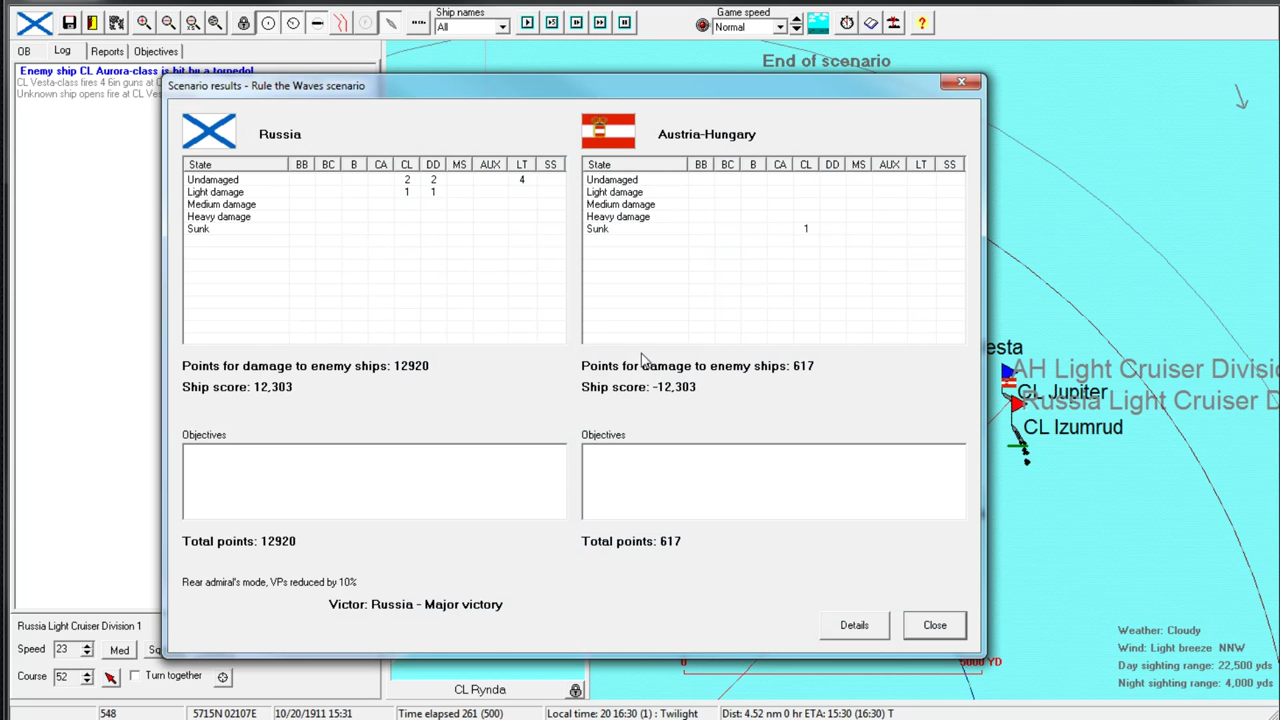 Ship names
All
Game speed
Normal
OB Log Reports Objectives
Enemy ship CL Aurora-class is hit by a torpedo!
CL Vesta-class fires 4 6in guns at C
Unknown ship opens fire at CL Ves
End of scenario
Scenario results - Rule the Waves scenario
Russia
State BB BC B CA CL DD MS AUX LT SS
Undamaged 2 2 4
Light damage 1 1
Medium damage
Heavy damage
Sunk
Points for damage to enemy ships: 12920
Ship score: 12,303
Objectives
Total points: 12920
Austria-Hungary
State BB BC B CA CL DD MS AUX LT SS
Undamaged
Light damage
Medium damage
Heavy damage
Sunk 1
Points for damage to enemy ships: 617
Ship score: -12,303
Objectives
Total points: 617
Rear admiral's mode, VPs reduced by 10%
Victor: Russia - Major victory
Details Close
esta
AH Light Cruiser Divisi
CL Jupiter
Russia Light Cruiser D
CL Izumrud
Weather: Cloudy
Wind: Light breeze NNW
Day sighting range: 22,500 yds
Night sighting range: 4,000 yds
Russia Light Cruiser Division 1
Speed 23 Med Sq
Course 52 Turn together
0 5000 YD
CL Rynda
548 5715N 02107E 10/20/1911 15:31 Time elapsed 261 (500) Local time: 20 16:30 (1) : Twilight Dist: 4.52 nm 0 hr ETA: 15:30 (16:30) T